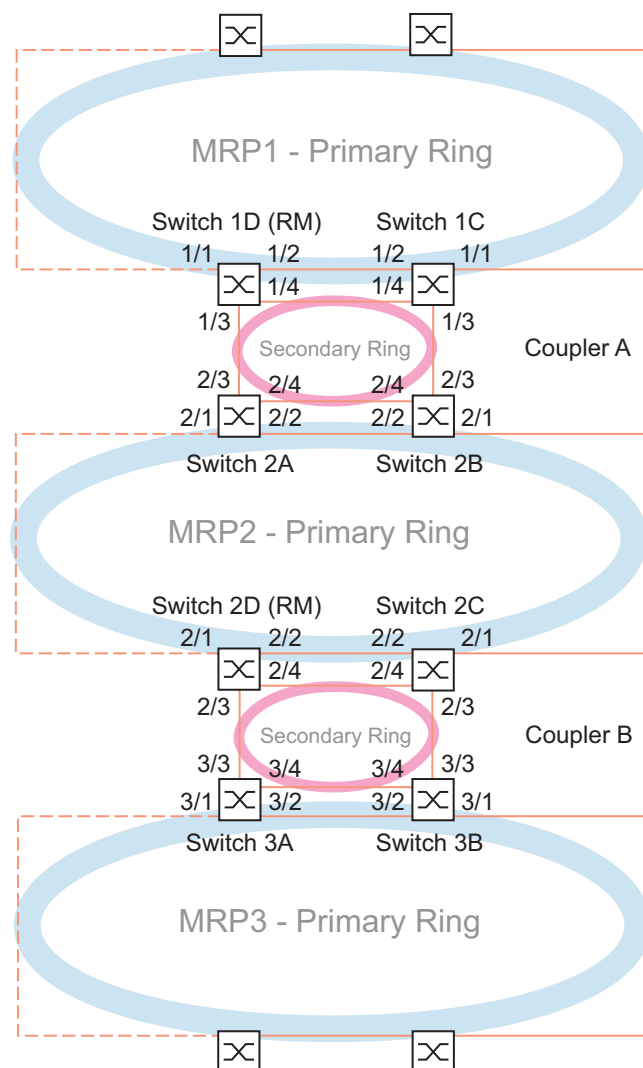 MRP1 - Primary Ring
Switch 1D (RM) Switch 1C
1/1 1/2 1/2 1/1
1/4 1/4
1/3 1/3
Secondary Ring Coupler A
2/3 2/4 2/4 2/3
2/1 2/2 2/2 2/1
Switch 2A Switch 2B
MRP2 - Primary Ring
Switch 2D (RM) Switch 2C
2/1 2/2 2/2 2/1
2/4 2/4
2/3 2/3
Secondary Ring Coupler B
3/3 3/4 3/4 3/3
3/1 3/2 3/2 3/1
Switch 3A Switch 3B
MRP3 - Primary Ring